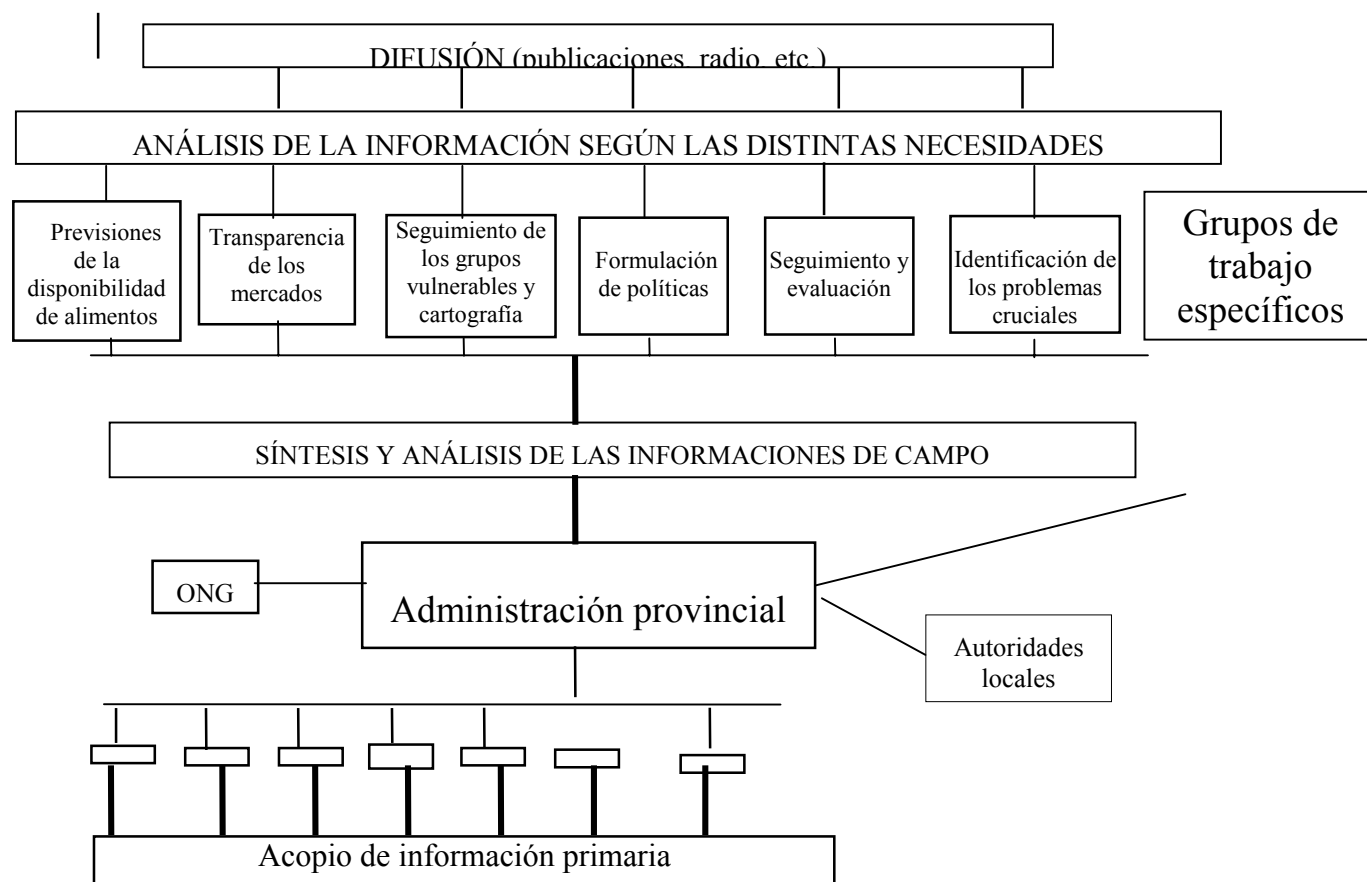 DIFUSIÓN (publicaciones, radio, etc.)
ANÁLISIS DE LA INFORMACIÓN SEGÚN LAS DISTINTAS NECESIDADES
Previsiones
de la
disponibilidad
de alimentos
Transparencia
de los
mercados
Seguimiento de
los grupos
vulnerables y
cartografía
Formulación
de políticas
Seguimiento y
evaluación
Identificación de
los problemas
cruciales
Grupos de
trabajo
específicos
SÍNTESIS Y ANÁLISIS DE LAS INFORMACIONES DE CAMPO
ONG
Administración provincial
Autoridades
locales
Acopio de información primaria